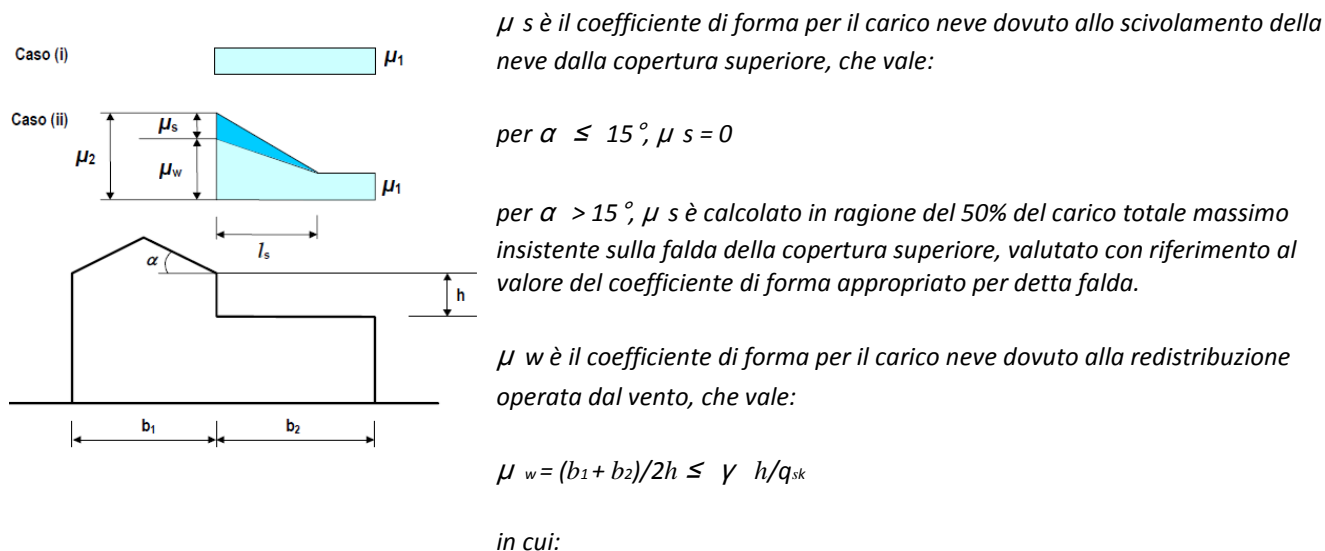 Caso (i)
μ1
Caso (ii)
μs
μ2
μw
μ1
ls
α
h
b1
b2
μ s è il coefficiente di forma per il carico neve dovuto allo scivolamento della
neve dalla copertura superiore, che vale:
per α ≤ 15°, μ s = 0
per α > 15°, μ s è calcolato in ragione del 50% del carico totale massimo
insistente sulla falda della copertura superiore, valutato con riferimento al
valore del coefficiente di forma appropriato per detta falda.
μ w è il coefficiente di forma per il carico neve dovuto alla redistribuzione
operata dal vento, che vale:
μ w = (b1 + b2)/2h ≤ γ h/qsk
in cui: